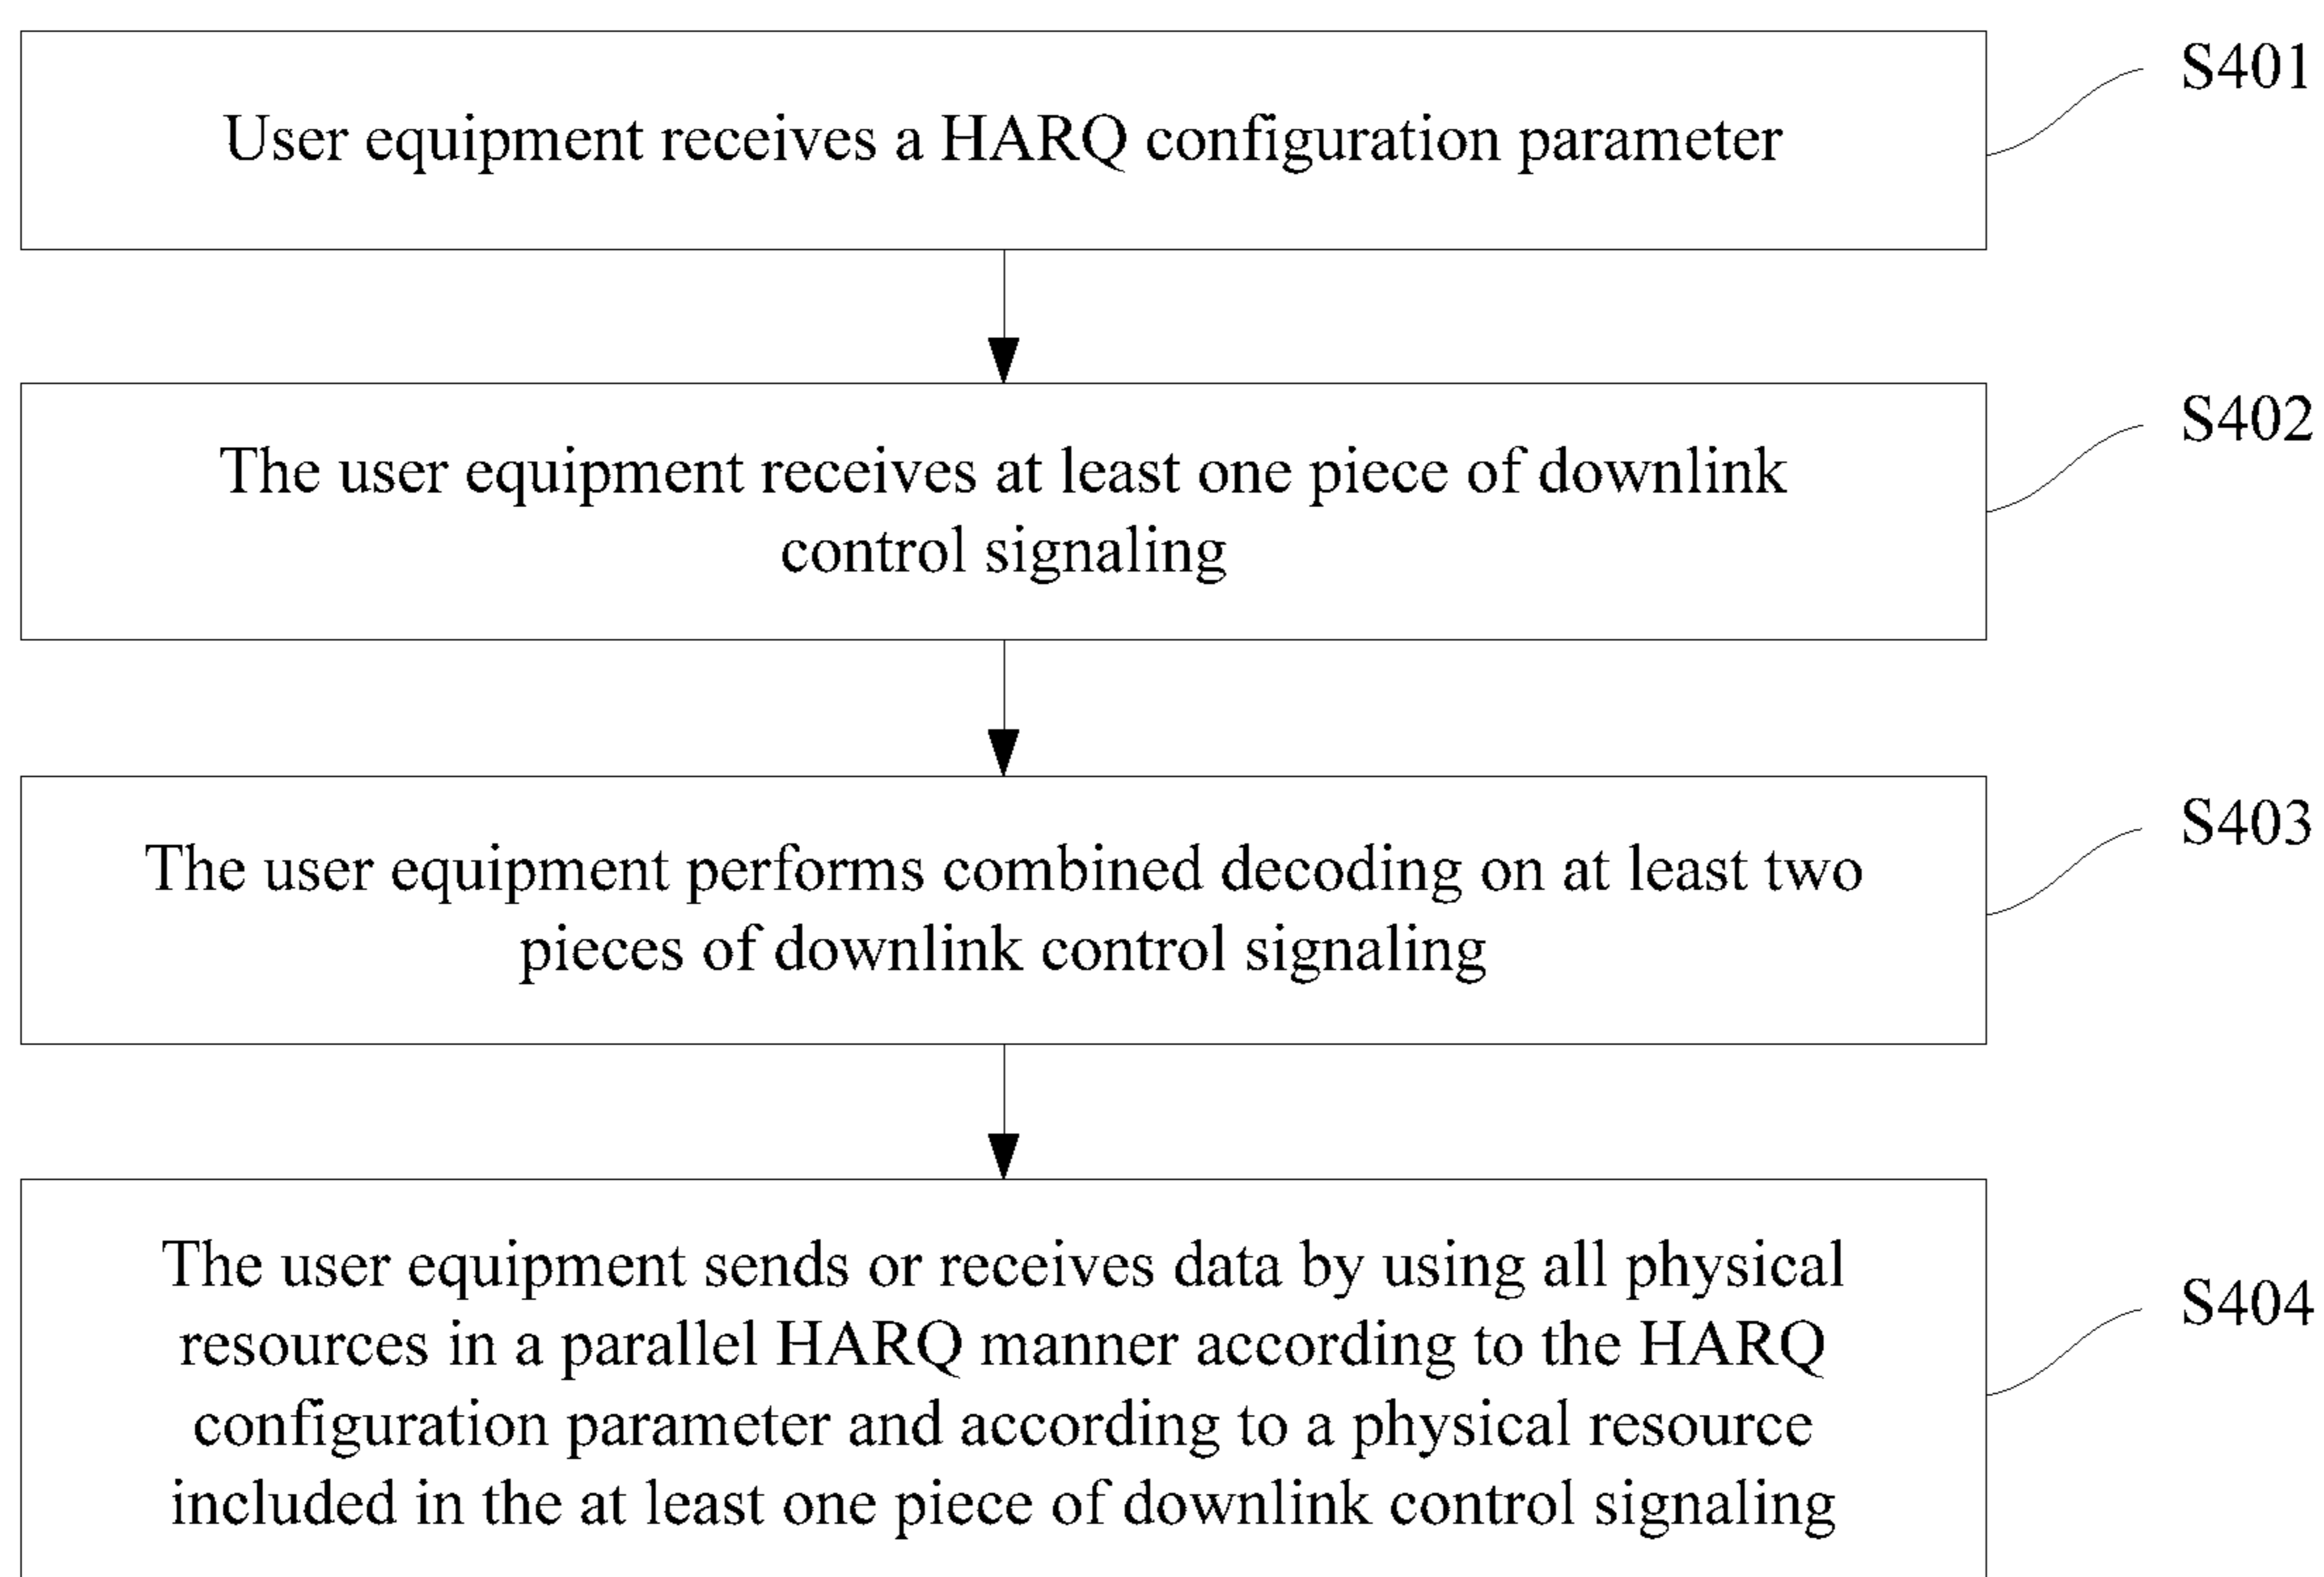 User equipment receives a HARQ configuration parameter
S401
The user equipment receives at least one piece of downlink
control signaling
S402
The user equipment performs combined decoding on at least two
pieces of downlink control signaling
S403
The user equipment sends or receives data by using all physical
resources in a parallel HARQ manner according to the HARQ
configuration parameter and according to a physical resource
included in the at least one piece of downlink control signaling
S404